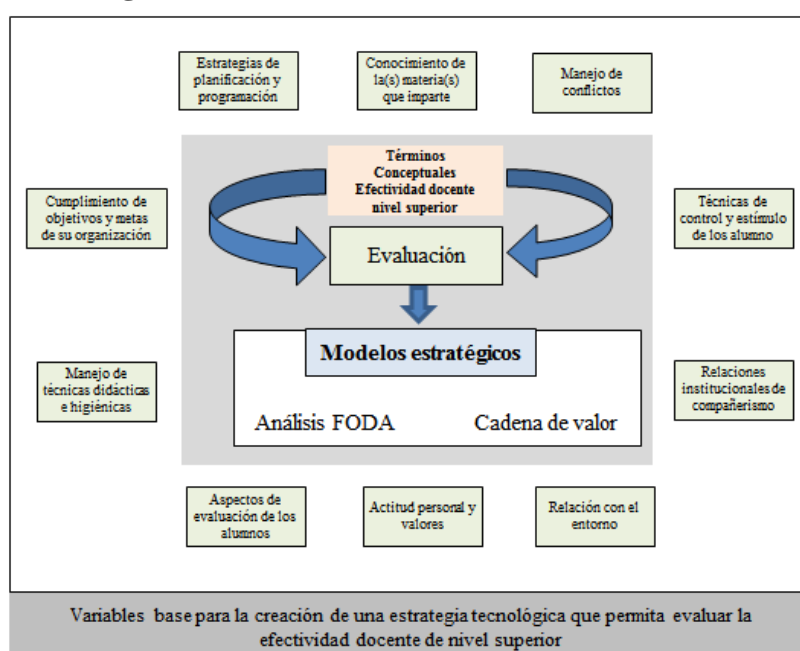 Estrategias de
planificación y
programación
Conocimiento de
la(s) materia(s)
que imparte
Manejo de
conflictos
Términos
Conceptuales
Efectividad docente
nivel superior
Cumplimiento de
objetivos y metas
de su organización
Técnicas de
control y estímulo
de los alumno
Evaluación
Modelos estratégicos
Manejo de
técnicas didácticas
e higiénicas
Relaciones
institucionales de
compañerismo
Análisis FODA
Cadena de valor
Aspectos de
evaluación de los
alumnos
Actitud personal y
valores
Relación con el
entorno
Variables base para la creación de una estrategia tecnológica que permita evaluar la
efectividad docente de nivel superior